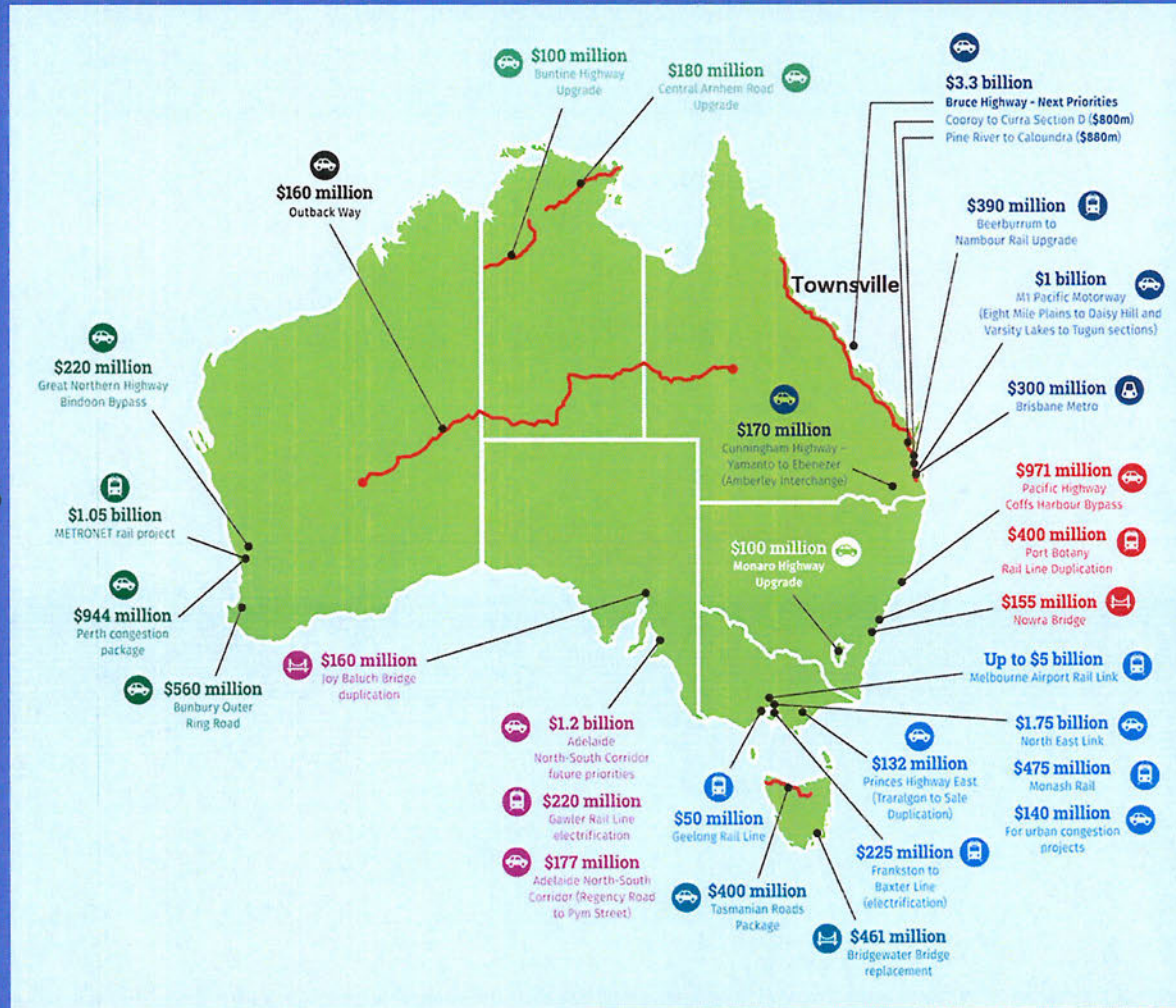 $100 million
Buntine Highway
Upgrade
$180 million
Central Arnhem Road
Upgrade
$3.3 billion
Bruce Highway - Next Priorities
Cooroy to Curra Section D ($800m)
Pine River to Caloundra ($880m)
$160 million
Outback Way
$390 million
Beerburrum to
Nambour Rail Upgrade
Townsville
$1 billion
M1 Pacific Motorway
(Eight Mile Plains to Daisy Hill and
Varsity Lakes to Tugun sections)
$220 million
Great Northern Highway
Bindoon Bypass
$300 million
Brisbane Metro
$170 million
Cunningham Highway –
Yamanto to Ebenezer
(Amberley Interchange)
$971 million
Pacific Highway
Coffs Harbour Bypass
$1.05 billion
METRONET rail project
$400 million
Port Botany
Rail Line Duplication
$100 million
Monaro Highway
Upgrade
$944 million
Perth congestion
package
$155 million
Nowra Bridge
$160 million
Joy Baluch Bridge
duplication
Up to $5 billion
Melbourne Airport Rail Link
$560 million
Bunbury Outer
Ring Road
$1.2 billion
Adelaide
North-South Corridor
future priorities
$1.75 billion
North East Link
$132 million
Princes Highway East
(Traralgon to Sale
Duplication)
$475 million
Monash Rail
$220 million
Gawler Rail Line
electrification
$50 million
Geelong Rail Line
$140 million
For urban congestion
projects
$177 million
Adelaide North-South
Corridor (Regency Road
to Pym Street)
$225 million
Frankston to
Baxter Line
(electrification)
$400 million
Tasmanian Roads
Package
$461 million
Bridgewater Bridge
replacement